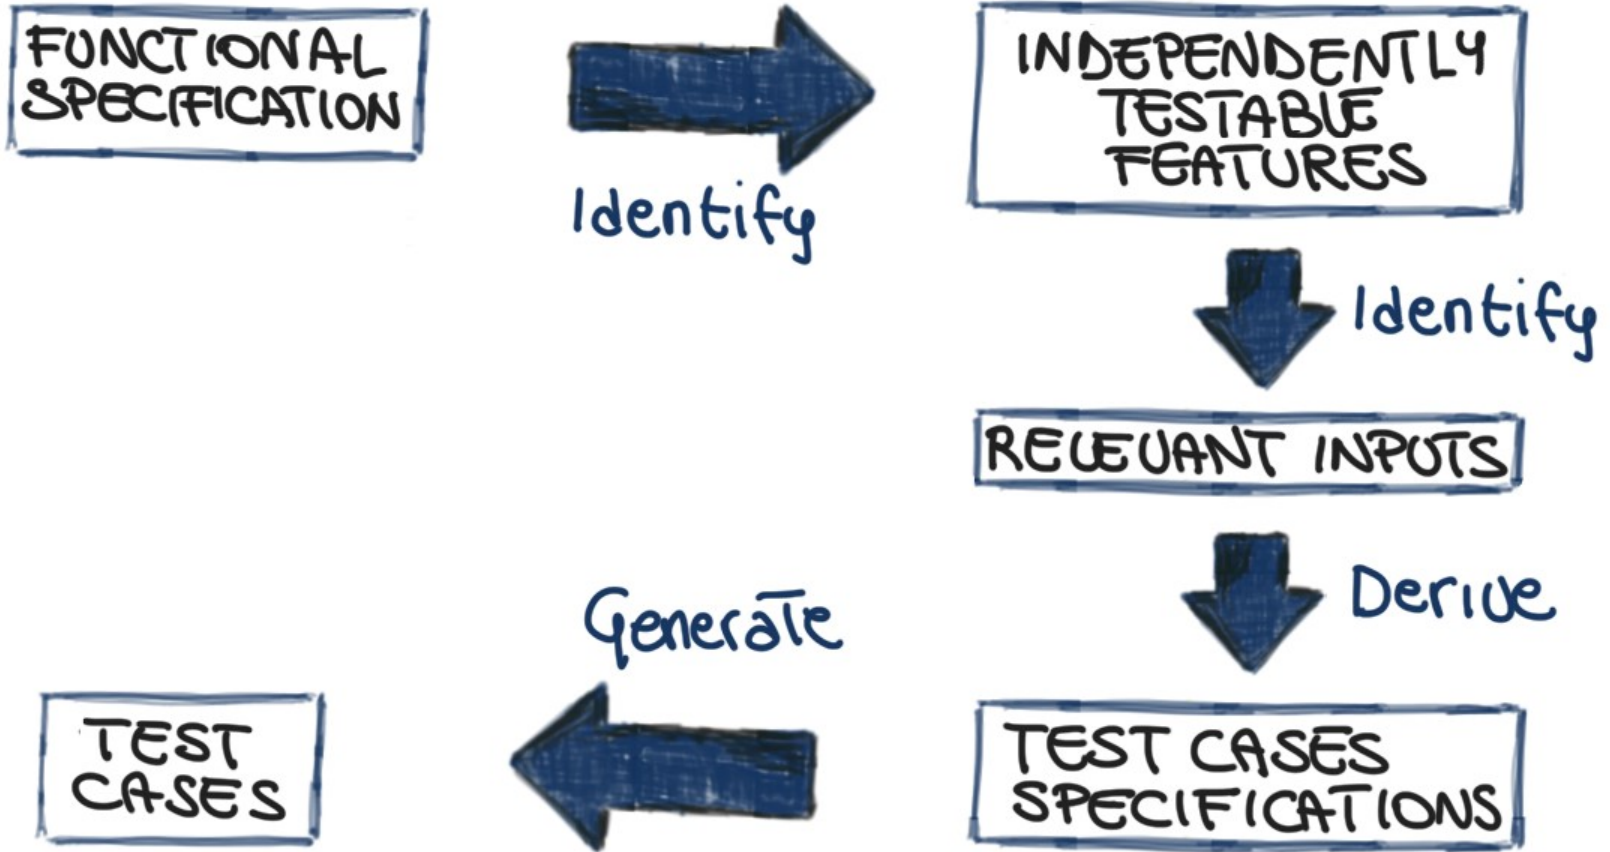 FUNCTIONAL
SPECIFICATION
Identify
INDEPENDENTLY
TESTABLE
FEATURES
Identify
RELEVANT INPUTS
Derive
TEST CASES
SPECIFICATIONS
Generate
TEST
CASES